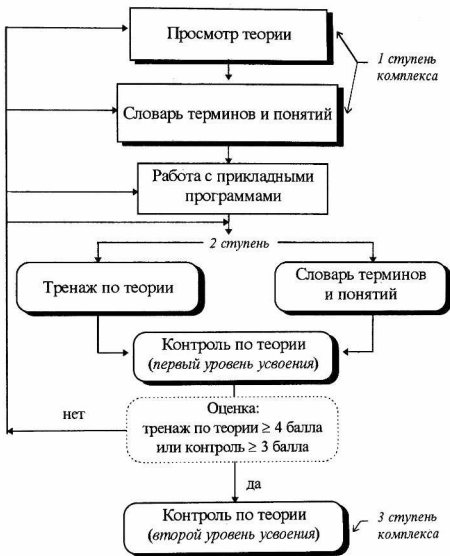 Просмотр теории
1 ступень
комплекса
Словарь терминов и понятий
Работа с прикладными
программами
2 ступень
Тренаж по теории
Словарь терминов
и понятий
Контроль по теории
(первый уровень усвоения)
Оценка:
тренаж по теории ≥ 4 балла
или контроль ≥ 3 балла
нет
да
Контроль по теории
(второй уровень усвоения)
3 ступень
комплекса